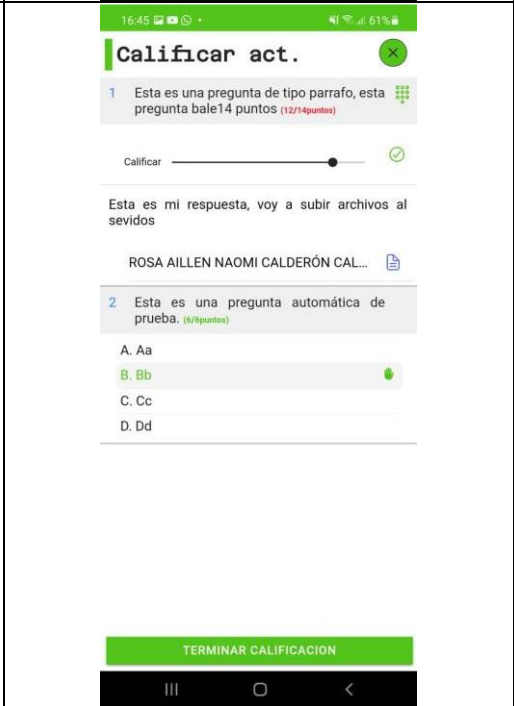 16:45 61%
Calificar act.
1 Esta es una pregunta de tipo parrafo, esta
pregunta bale14 puntos (12/14puntos)
Calificar
Esta es mi respuesta, voy a subir archivos al
sevidos
ROSA AILLEN NAOMI CALDERÓN CAL...
2 Esta es una pregunta automática de
prueba. (6/6puntos)
A. Aa
B. Bb
C. Cc
D. Dd
TERMINAR CALIFICACION